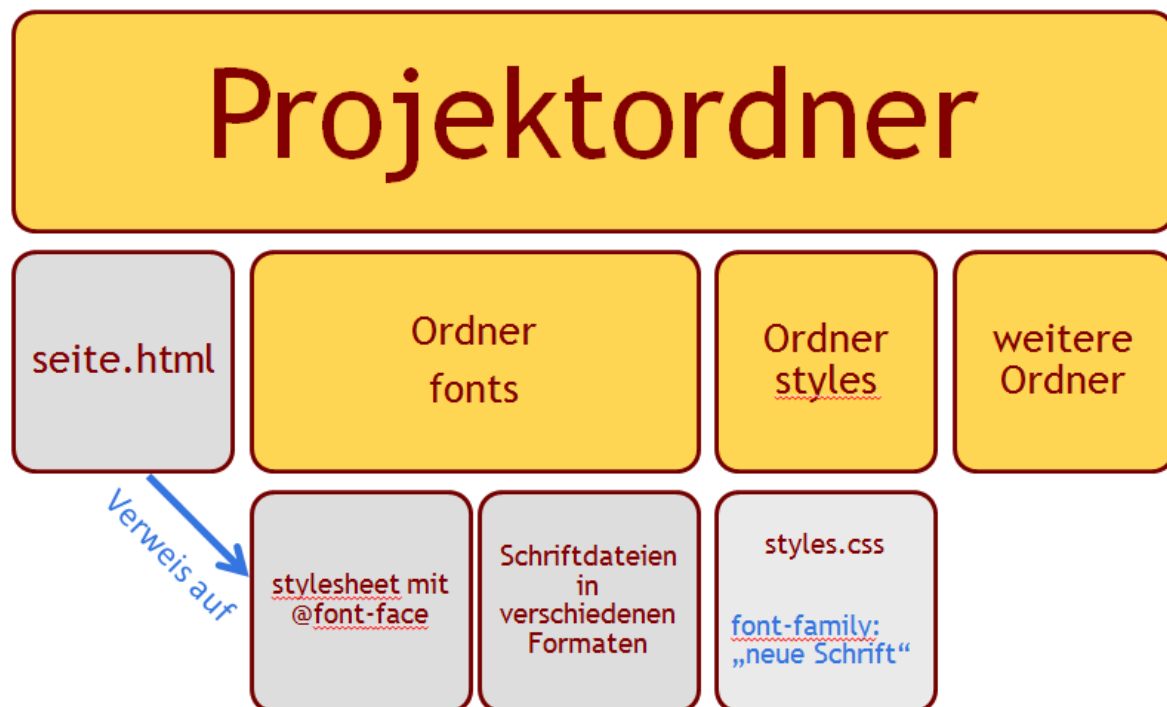 Projektordner
seite.html
Ordner
fonts
Ordner
styles
weitere
Ordner
Verweis auf
stylesheet mit
@font-face
Schriftdateien
in
verschiedenen
Formaten
styles.css
font-family:
„neue Schrift“